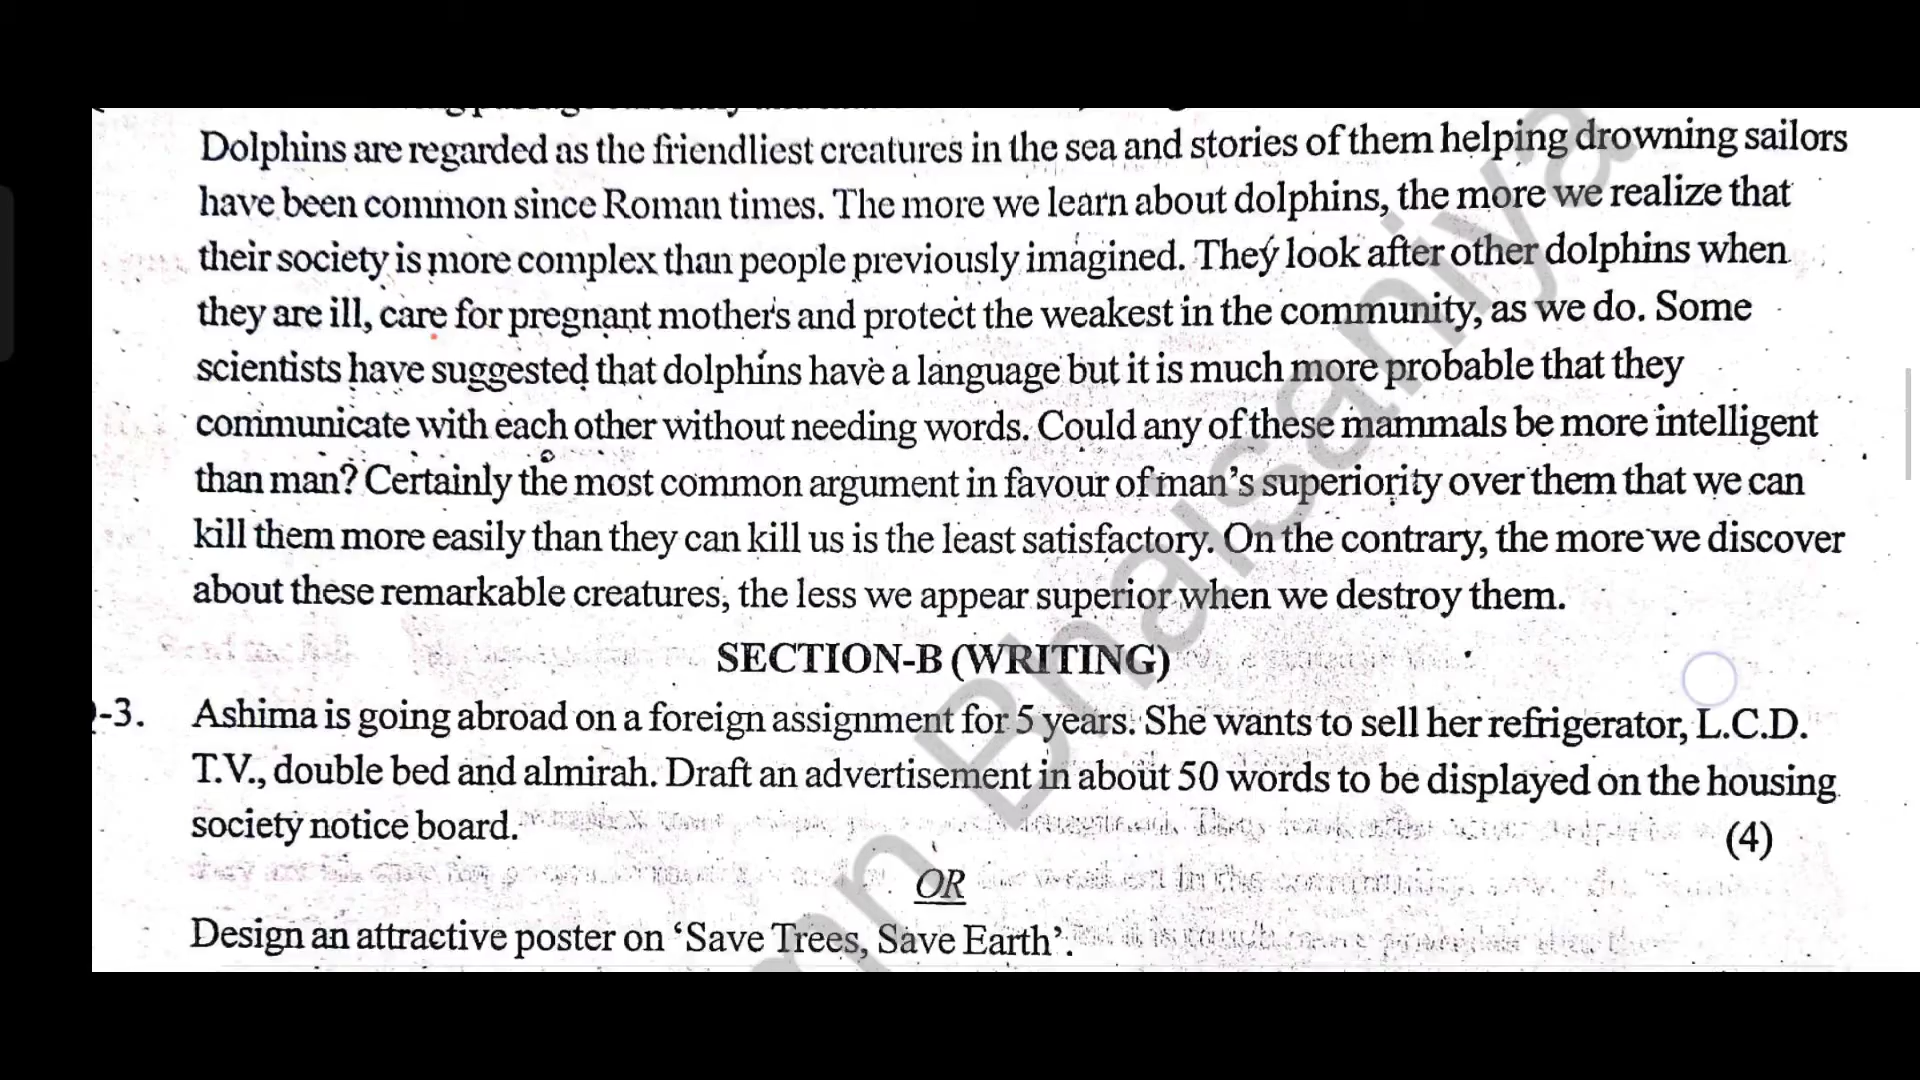 Dolphins are regarded as the friendliest creatures in the sea and stories of them helping drowning sailors
have been common since Roman times. The more we learn about dolphins, the more we realize that
their society is more complex than people previously imagined. They look after other dolphins when
they are ill, care for pregnant mothers and protect the weakest in the community, as we do. Some
scientists have suggested that dolphins have a language but it is much more probable that they
communicate with each other without needing words. Could any of these mammals be more intelligent
than man? Certainly the most common argument in favour of man's superiority over them that we can
kill them more easily than they can kill us is the least satisfactory. On the contrary, the more we discover
about these remarkable creatures, the less we appear superior when we destroy them.
SECTION-B (WRITING)
-3. Ashima is going abroad on a foreign assignment for 5 years. She wants to sell her refrigerator, L.C.D.
T.V., double bed and almirah. Draft an advertisement in about 50 words to be displayed on the housing
society notice board.
(4)
OR
Design an attractive poster on ‘Save Trees, Save Earth’.
Bhaisaniya